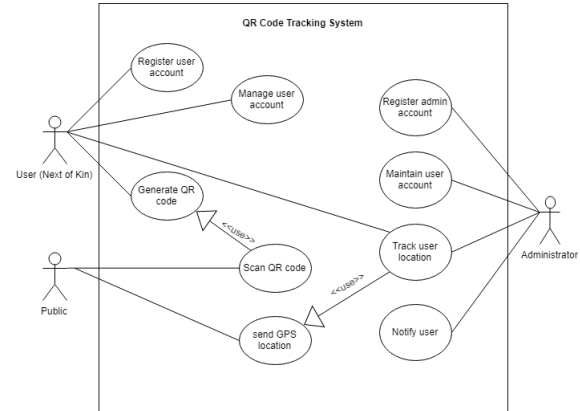 QR Code Tracking System
Register user
account
Manage user
account
Register admin
account
User (Next of Kin)
Generate QR
code
Maintain user
account
<<use>>
Track user
location
Administrator
Scan QR code
<<use>>
Public
send GPS
location
Notify user